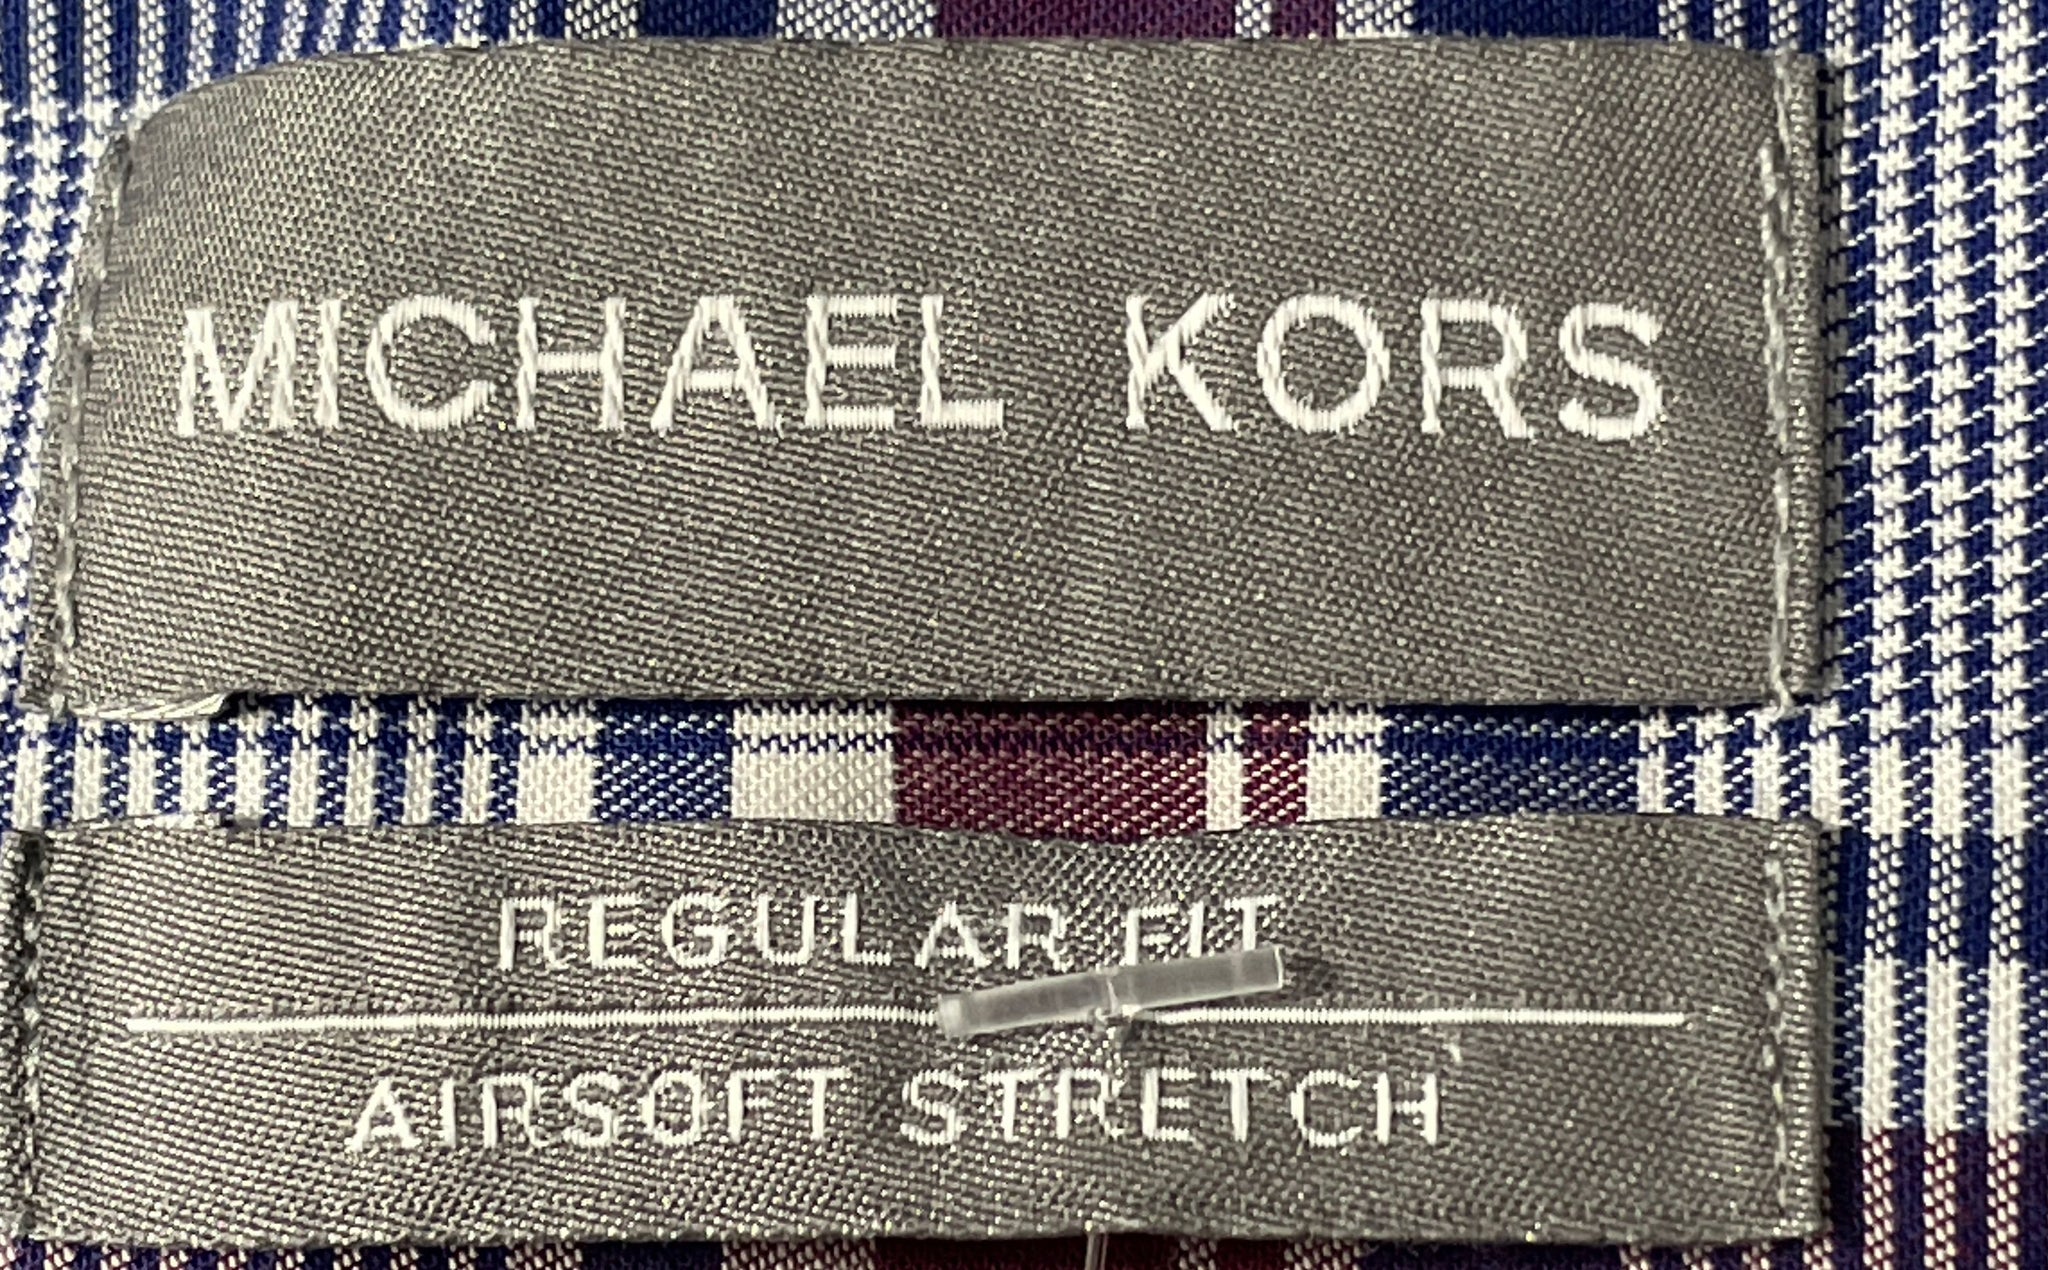 MICHAEL KORS
REGULAR FIT
AIRSOFT STRETCH